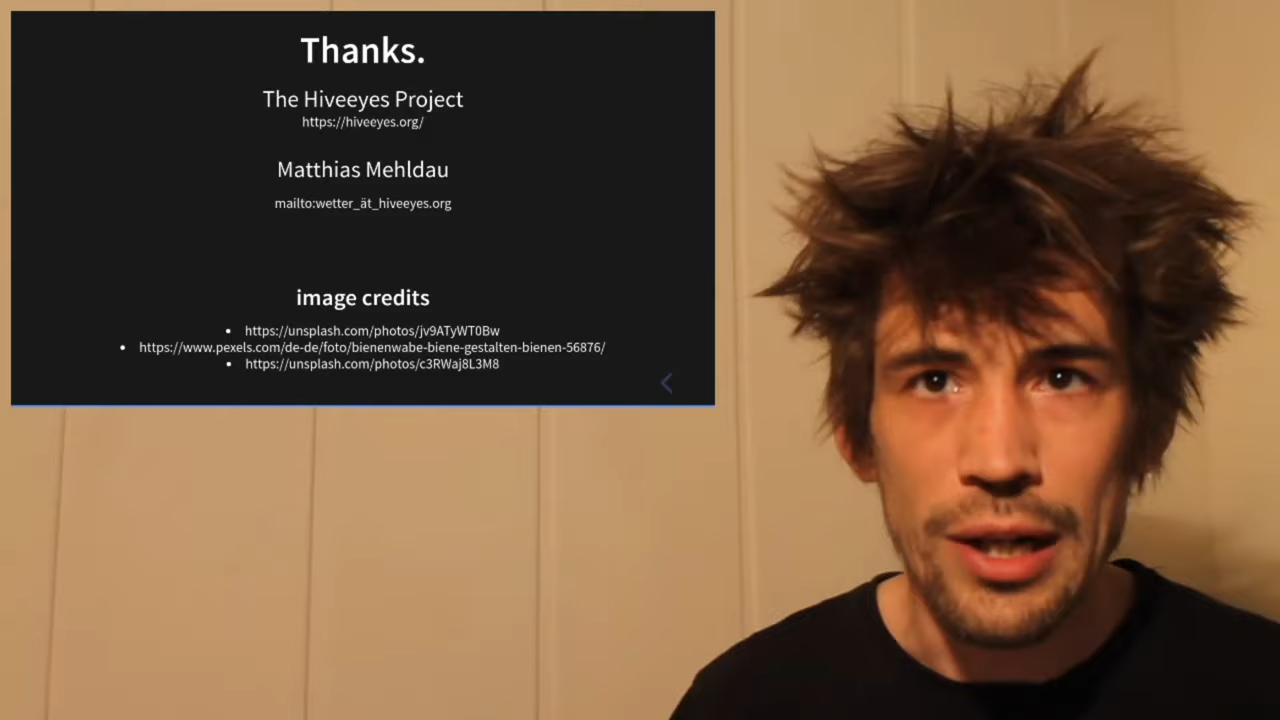 Thanks.
The Hiveeyes Project
https://hiveeyes.org/
Matthias Mehldau
mailto:wetter_ät_hiveeyes.org
image credits
• https://unsplash.com/photos/jv9ATyWT0Bw
• https://www.pexels.com/de-de/foto/bienenwabe-biene-gestalten-bienen-56876/
• https://unsplash.com/photos/c3RWaj8L3M8